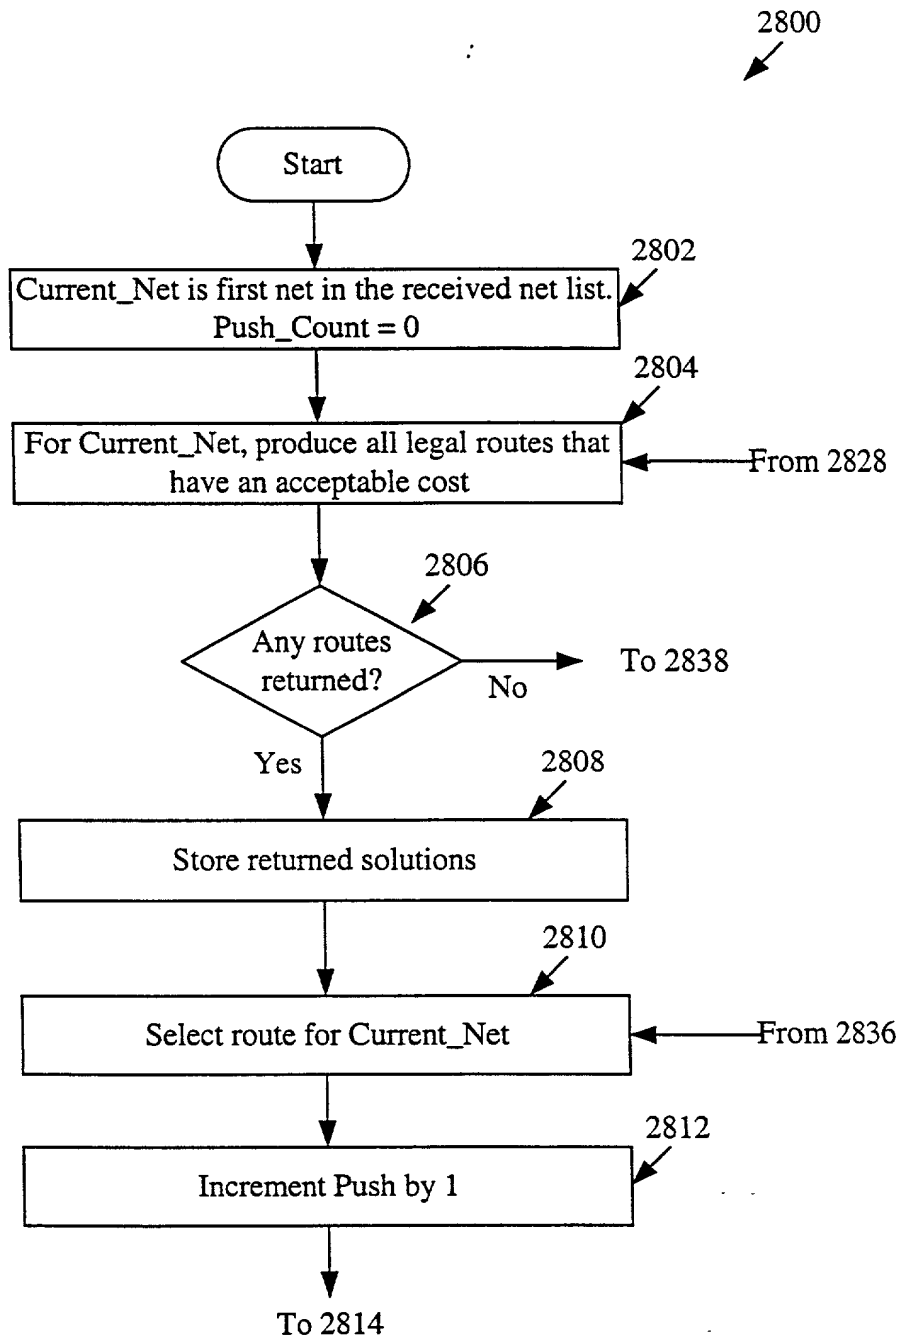 2800
Start
2802
Current_Net is first net in the received net list.
Push_Count = 0
2804
For Current_Net, produce all legal routes that
have an acceptable cost
From 2828
2806
Any routes
returned?
No
To 2838
Yes
2808
Store returned solutions
2810
Select route for Current_Net
From 2836
2812
Increment Push by 1
To 2814